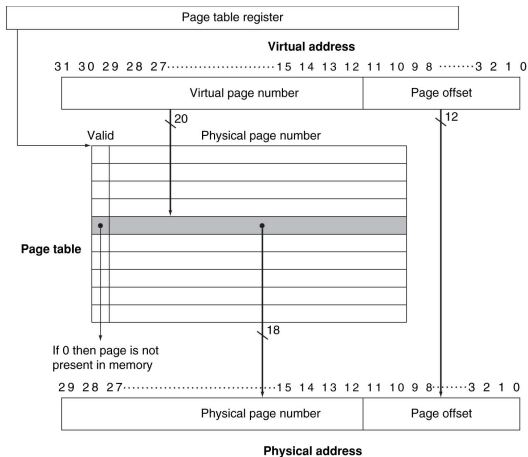 Page table register
Virtual address
31 30 29 28 27·····················15 14 13 12 11 10 9 8 ·······3 2 1 0
Virtual page number
Page offset
20
12
Valid
Physical page number
Page table
18
If 0 then page is not
present in memory
29 28 27·····················15 14 13 12 11 10 9 8·······3 2 1 0
Physical page number
Page offset
Physical address